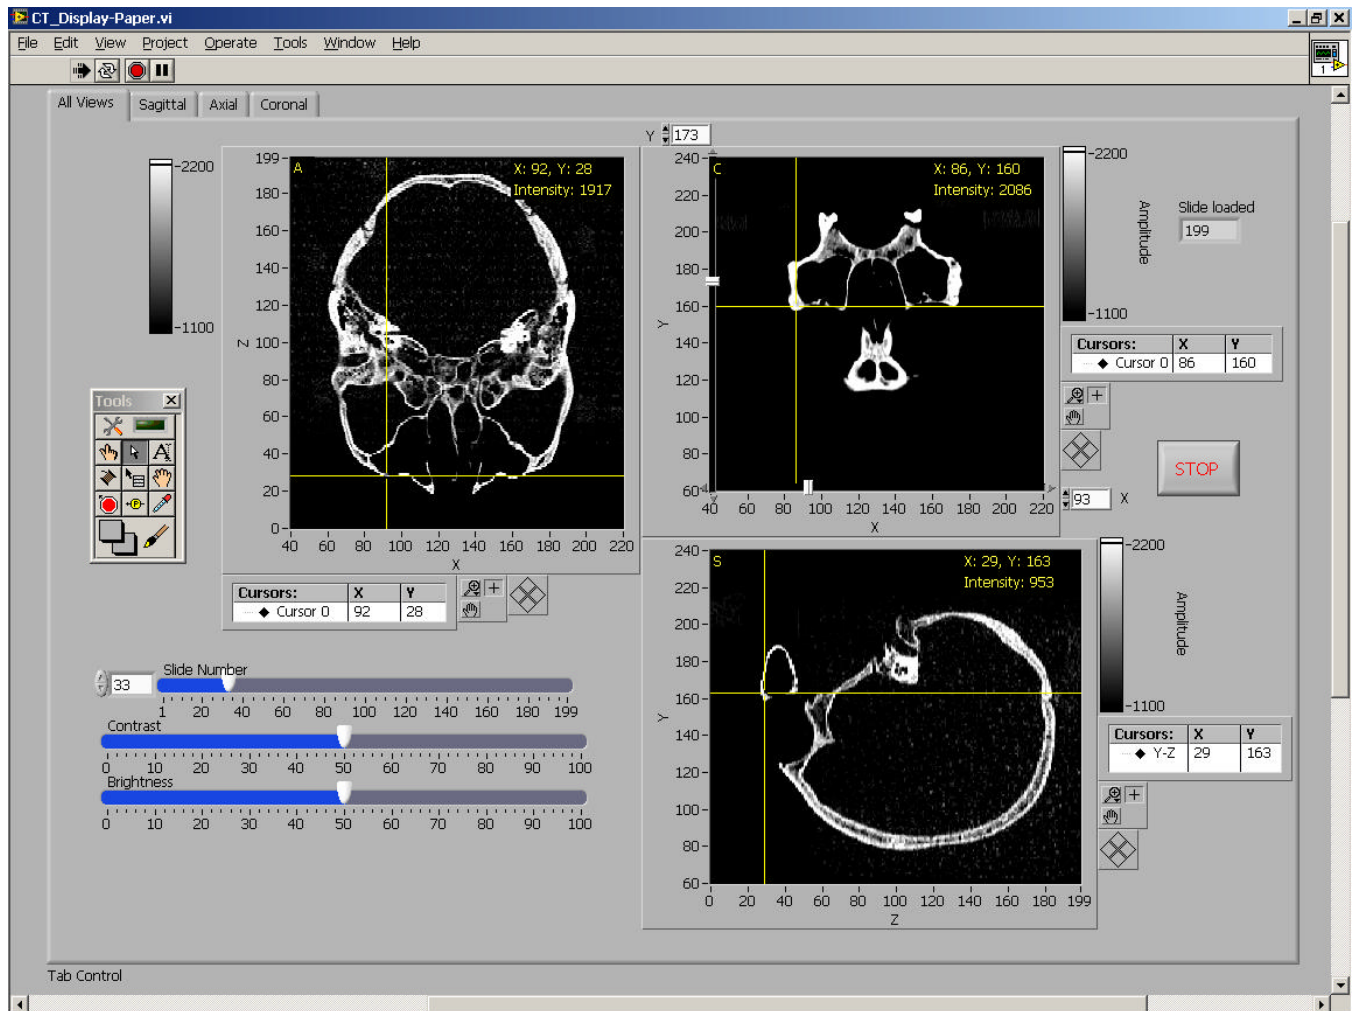 CT_Display-Paper.vi
File Edit View Project Operate Tools Window Help
1
All Views Sagittal Axial Coronal
Y 173
2200
1100
A
X: 92, Y: 28
Intensity: 1917
199
180
160
140
120
Z 100
80
60
40
20
0
40 60 80 100 120 140 160 180 200 220
X
Cursors: X Y
Cursor 0 92 28
C
X: 86, Y: 160
Intensity: 2086
240
220
200
180
160
Y
140
120
100
80
60
40 60 80 100 120 140 160 180 200 220
X
2200
Amplitude
1100
Slide loaded
199
Cursors: X Y
Cursor 0 86 160
STOP
93 X
Tools
A
P
S
X: 29, Y: 163
Intensity: 953
240
220
200
180
160
Y
140
120
100
80
60
0 20 40 60 80 100 120 140 160 180 199
Z
2200
Amplitude
1100
Cursors: X Y
Y-Z 29 163
Slide Number
33
1 20 40 60 80 100 120 140 160 180 199
Contrast
0 10 20 30 40 50 60 70 80 90 100
Brightness
0 10 20 30 40 50 60 70 80 90 100
Tab Control